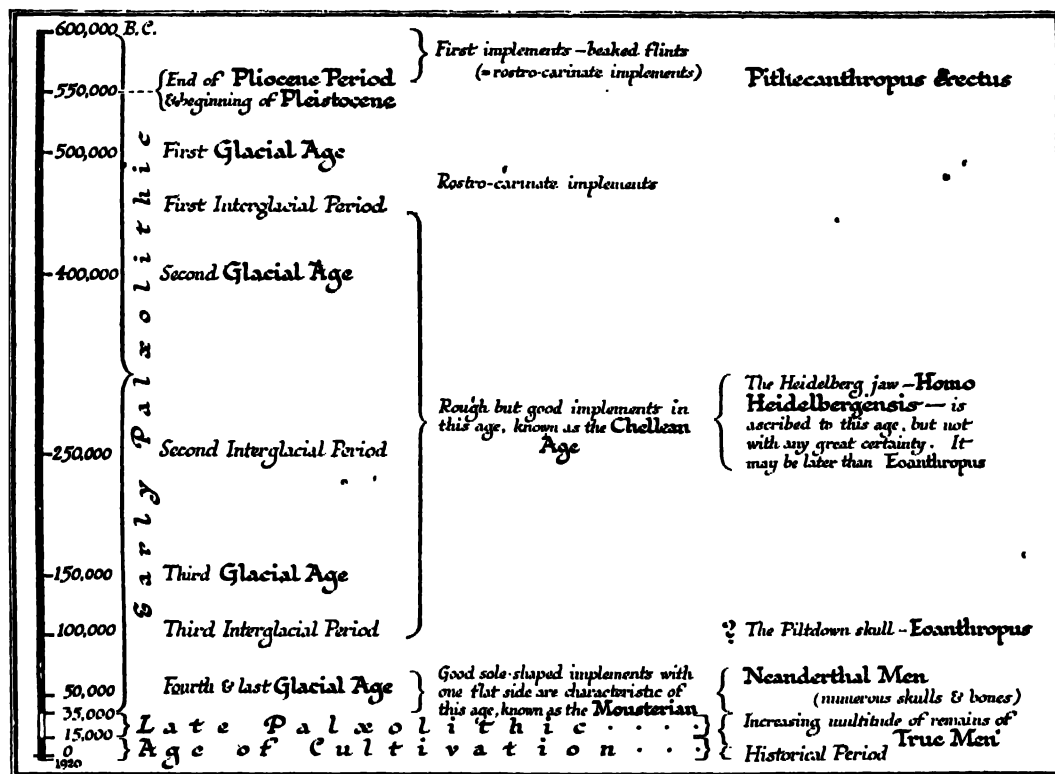 600,000 B.C.
First implements – beaked flints
(= rostro-carinate implements)
End of Pliocene Period
& beginning of Pleistocene
550,000
Pithecanthropus Erectus
Early Palæolithic
500,000
First Glacial Age
Rostro-carinate implements
First Interglacial Period
400,000
Second Glacial Age
Rough but good implements in
this age, known as the Chellean
Age
The Heidelberg jaw – Homo
Heidelbergensis — is
ascribed to this age, but not
with any great certainty. It
may be later than Eoanthropus
250,000
Second Interglacial Period
150,000
Third Glacial Age
100,000
Third Interglacial Period
? The Piltdown skull – Eoanthropus
50,000
Fourth & last Glacial Age
Good sole-shaped implements with
one flat side are characteristic of
this age, known as the Mousterian
Neanderthal Men
(numerous skulls & bones)
35,000
Late Palæolithic . . . .
Increasing multitude of remains of
True Men
15,000
Age of Cultivation . . .
Historical Period
0
1920